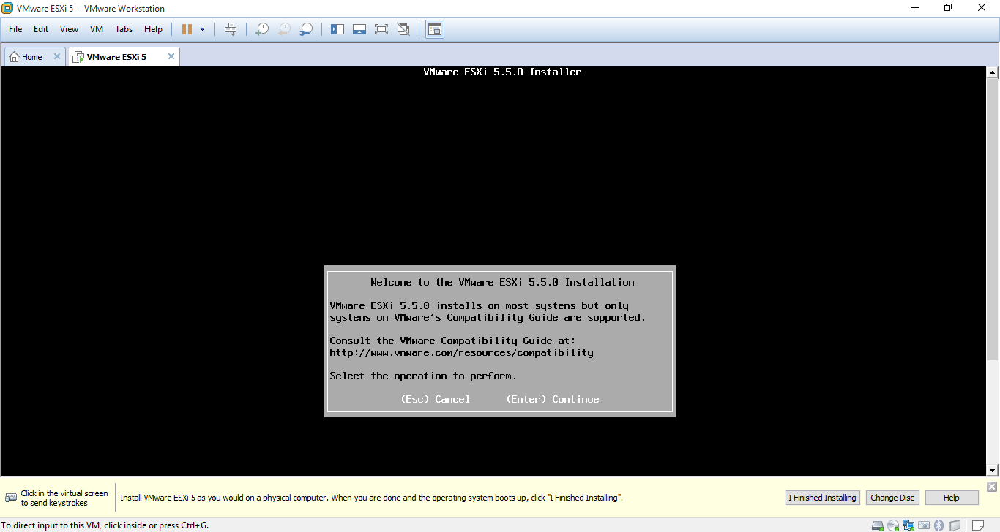 VMware ESXi 5 - VMware Workstation
File Edit View VM Tabs Help
Home VMware ESXi 5
VMware ESXi 5.5.0 Installer
Welcome to the VMware ESXi 5.5.0 Installation
VMware ESXi 5.5.0 installs on most systems but only
systems on VMware's Compatibility Guide are supported.
Consult the VMware Compatibility Guide at:
http://www.vmware.com/resources/compatibility
Select the operation to perform.
(Esc) Cancel (Enter) Continue
Click in the virtual screen
to send keystrokes
Install VMware ESXi 5 as you would on a physical computer. When you are done and the operating system boots up, click "I Finished Installing".
I Finished Installing Change Disc Help
To direct input to this VM, click inside or press Ctrl+G.